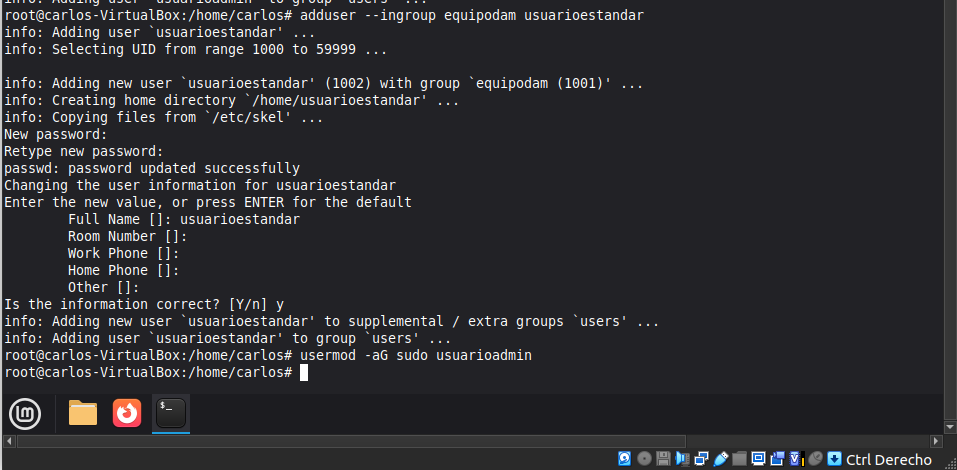 info: Adding new user `usuarioadmin' to group `users' ...
root@carlos-VirtualBox:/home/carlos# adduser --ingroup equipodam usuarioestandar
info: Adding user `usuarioestandar' ...
info: Selecting UID from range 1000 to 59999 ...
info: Adding new user `usuarioestandar' (1002) with group `equipodam (1001)' ...
info: Creating home directory `/home/usuarioestandar' ...
info: Copying files from `/etc/skel' ...
New password:
Retype new password:
passwd: password updated successfully
Changing the user information for usuarioestandar
Enter the new value, or press ENTER for the default
Full Name []: usuarioestandar
Room Number []:
Work Phone []:
Home Phone []:
Other []:
Is the information correct? [Y/n] y
info: Adding new user `usuarioestandar' to supplemental / extra groups `users' ...
info: Adding user `usuarioestandar' to group `users' ...
root@carlos-VirtualBox:/home/carlos# usermod -aG sudo usuarioadmin
root@carlos-VirtualBox:/home/carlos#
Ctrl Derecho